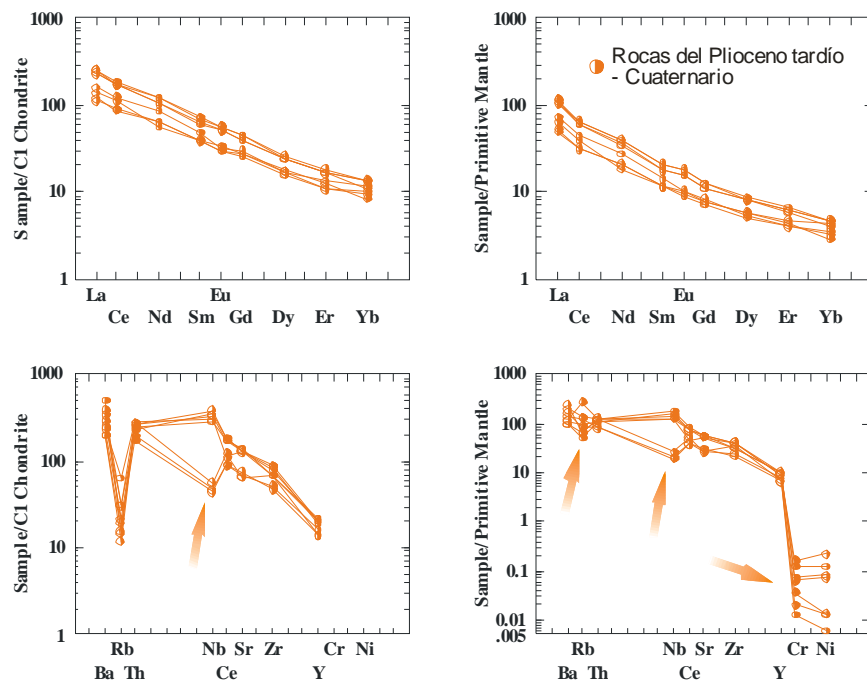 1000
100
10
1
Sample/C1 Chondrite
La Eu
Ce Nd Sm Gd Dy Er Yb
1000
100
10
1
Sample/Primitive Mantle
Rocas del Plioceno tardío
- Cuaternario
La Eu
Ce Nd Sm Gd Dy Er Yb
1000
100
10
1
Sample/C1 Chondrite
Rb Nb Sr Zr Cr Ni
Ba Th Ce Y
1000
100
10
1
0.1
0.01
.005
Sample/Primitive Mantle
Rb Nb Sr Zr Cr Ni
Ba Th Ce Y